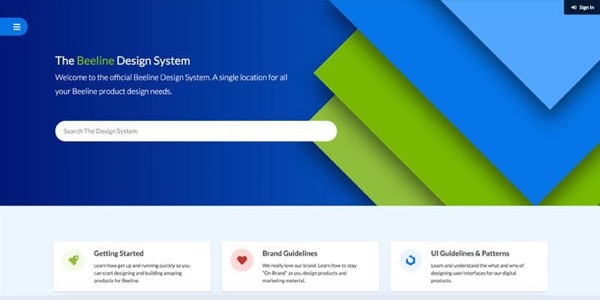 Sign In
The Beeline Design System
Welcome to the official Beeline Design System. A single location for all
your Beeline product design needs.
Search The Design System
Getting Started
Learn how get up and running quickly so you
can start designing and building amazing
products for Beeline
Brand Guidelines
We really love our brand. Learn how to stay
"On Brand" as you design products and
marketing material.
UI Guidelines & Patterns
Learn and understand the what and why of
designing user interfaces for our digital
products.